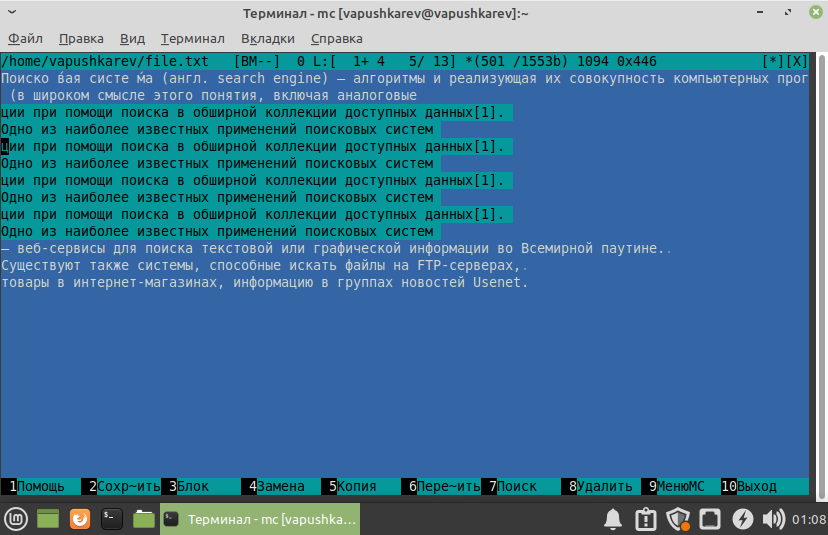 Терминал - mc [vapushkarev@vapushkarev]:~
Файл Правка Вид Терминал Вкладки Справка
/home/vapushkarev/file.txt [BM--] 0 L:[ 1+ 4 5/ 13] *(501 /1553b) 1094 0x446 [*][X]
Поиско ́вая систе ́ма (англ. search engine) — алгоритмы и реализующая их совокупность компьютерных прог
(в широком смысле этого понятия, включая аналоговые
ции при помощи поиска в обширной коллекции доступных данных[1].
Одно из наиболее известных применений поисковых систем
ции при помощи поиска в обширной коллекции доступных данных[1].
Одно из наиболее известных применений поисковых систем
ции при помощи поиска в обширной коллекции доступных данных[1].
Одно из наиболее известных применений поисковых систем
ции при помощи поиска в обширной коллекции доступных данных[1].
Одно из наиболее известных применений поисковых систем
— веб-сервисы для поиска текстовой или графической информации во Всемирной паутине..
Существуют также системы, способные искать файлы на FTP-серверах,.
товары в интернет-магазинах, информацию в группах новостей Usenet.
1Помощь 2Сохр~ить 3Блок 4Замена 5Копия 6Пере~ить 7Поиск 8Удалить 9МенюMC 10Выход
Терминал - mc [vapushka... 01:08